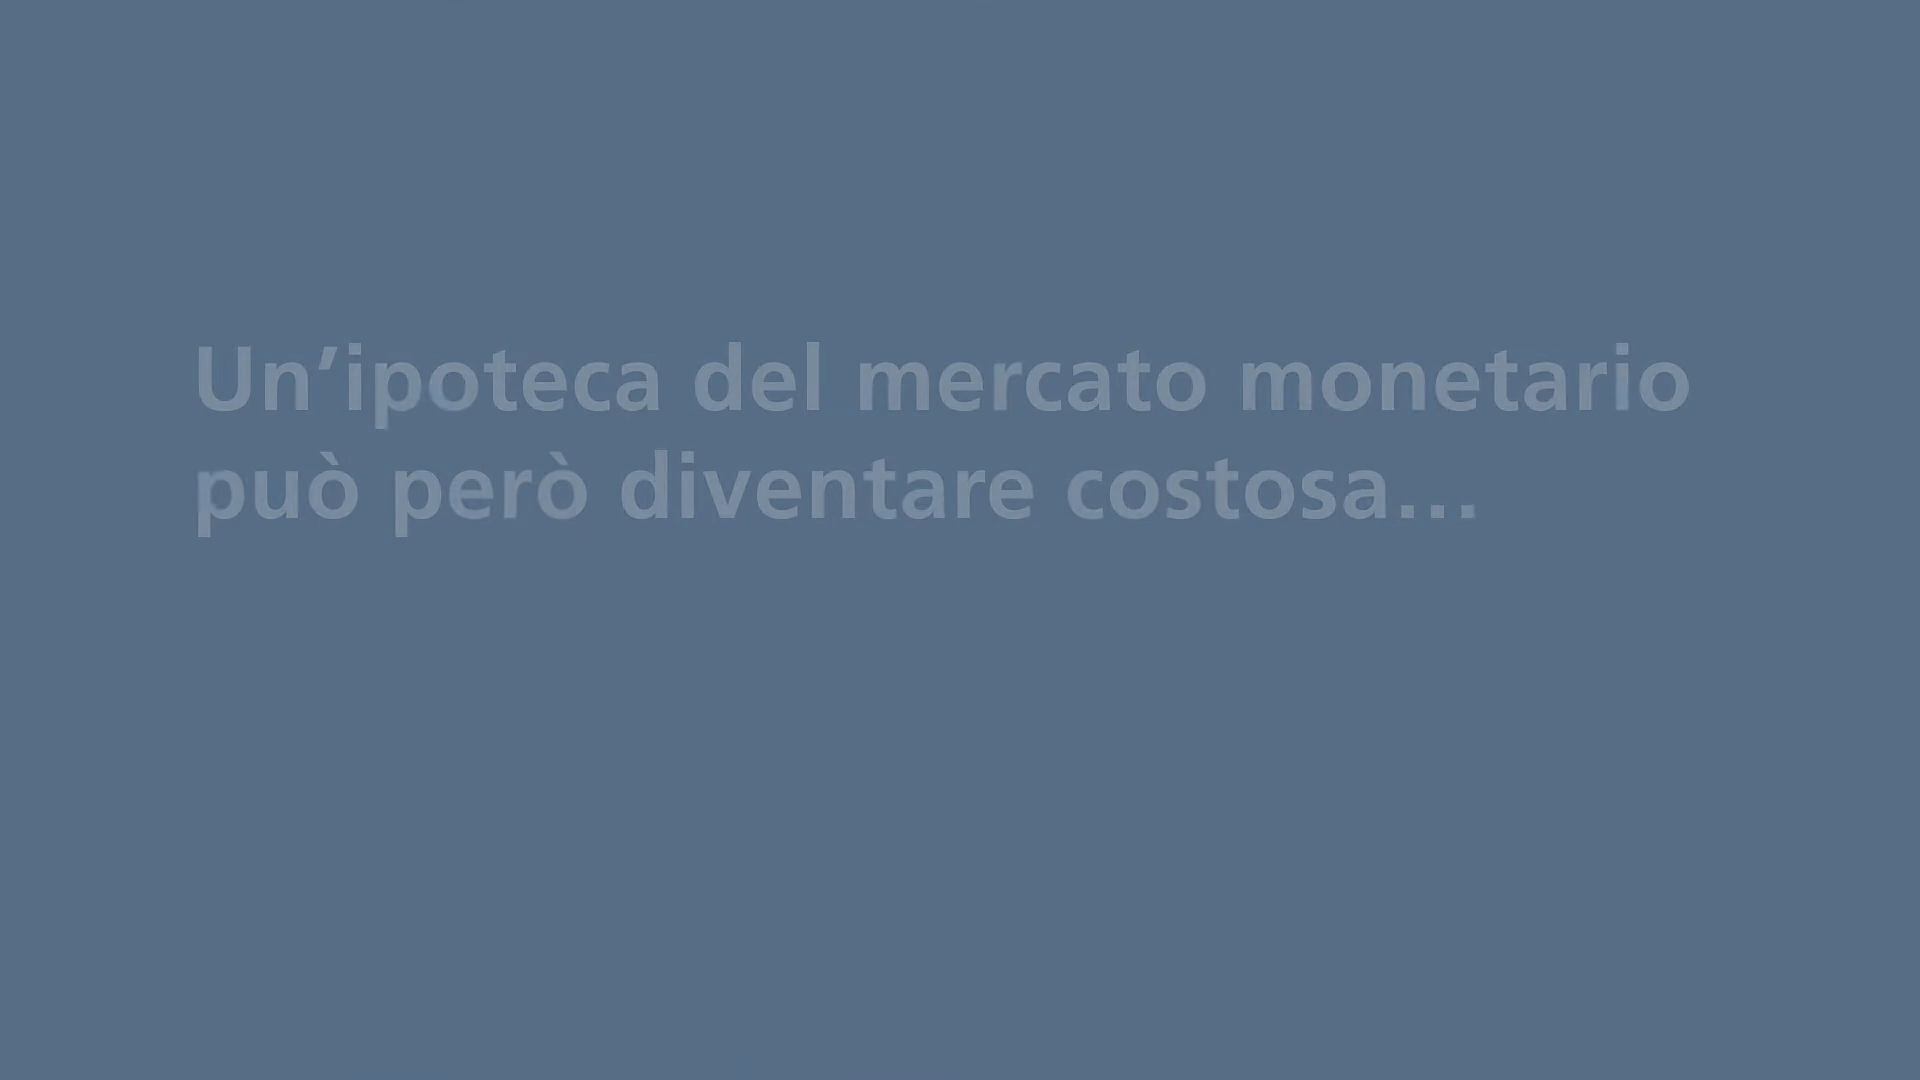 Un’ipoteca del mercato monetario
può però diventare costosa...